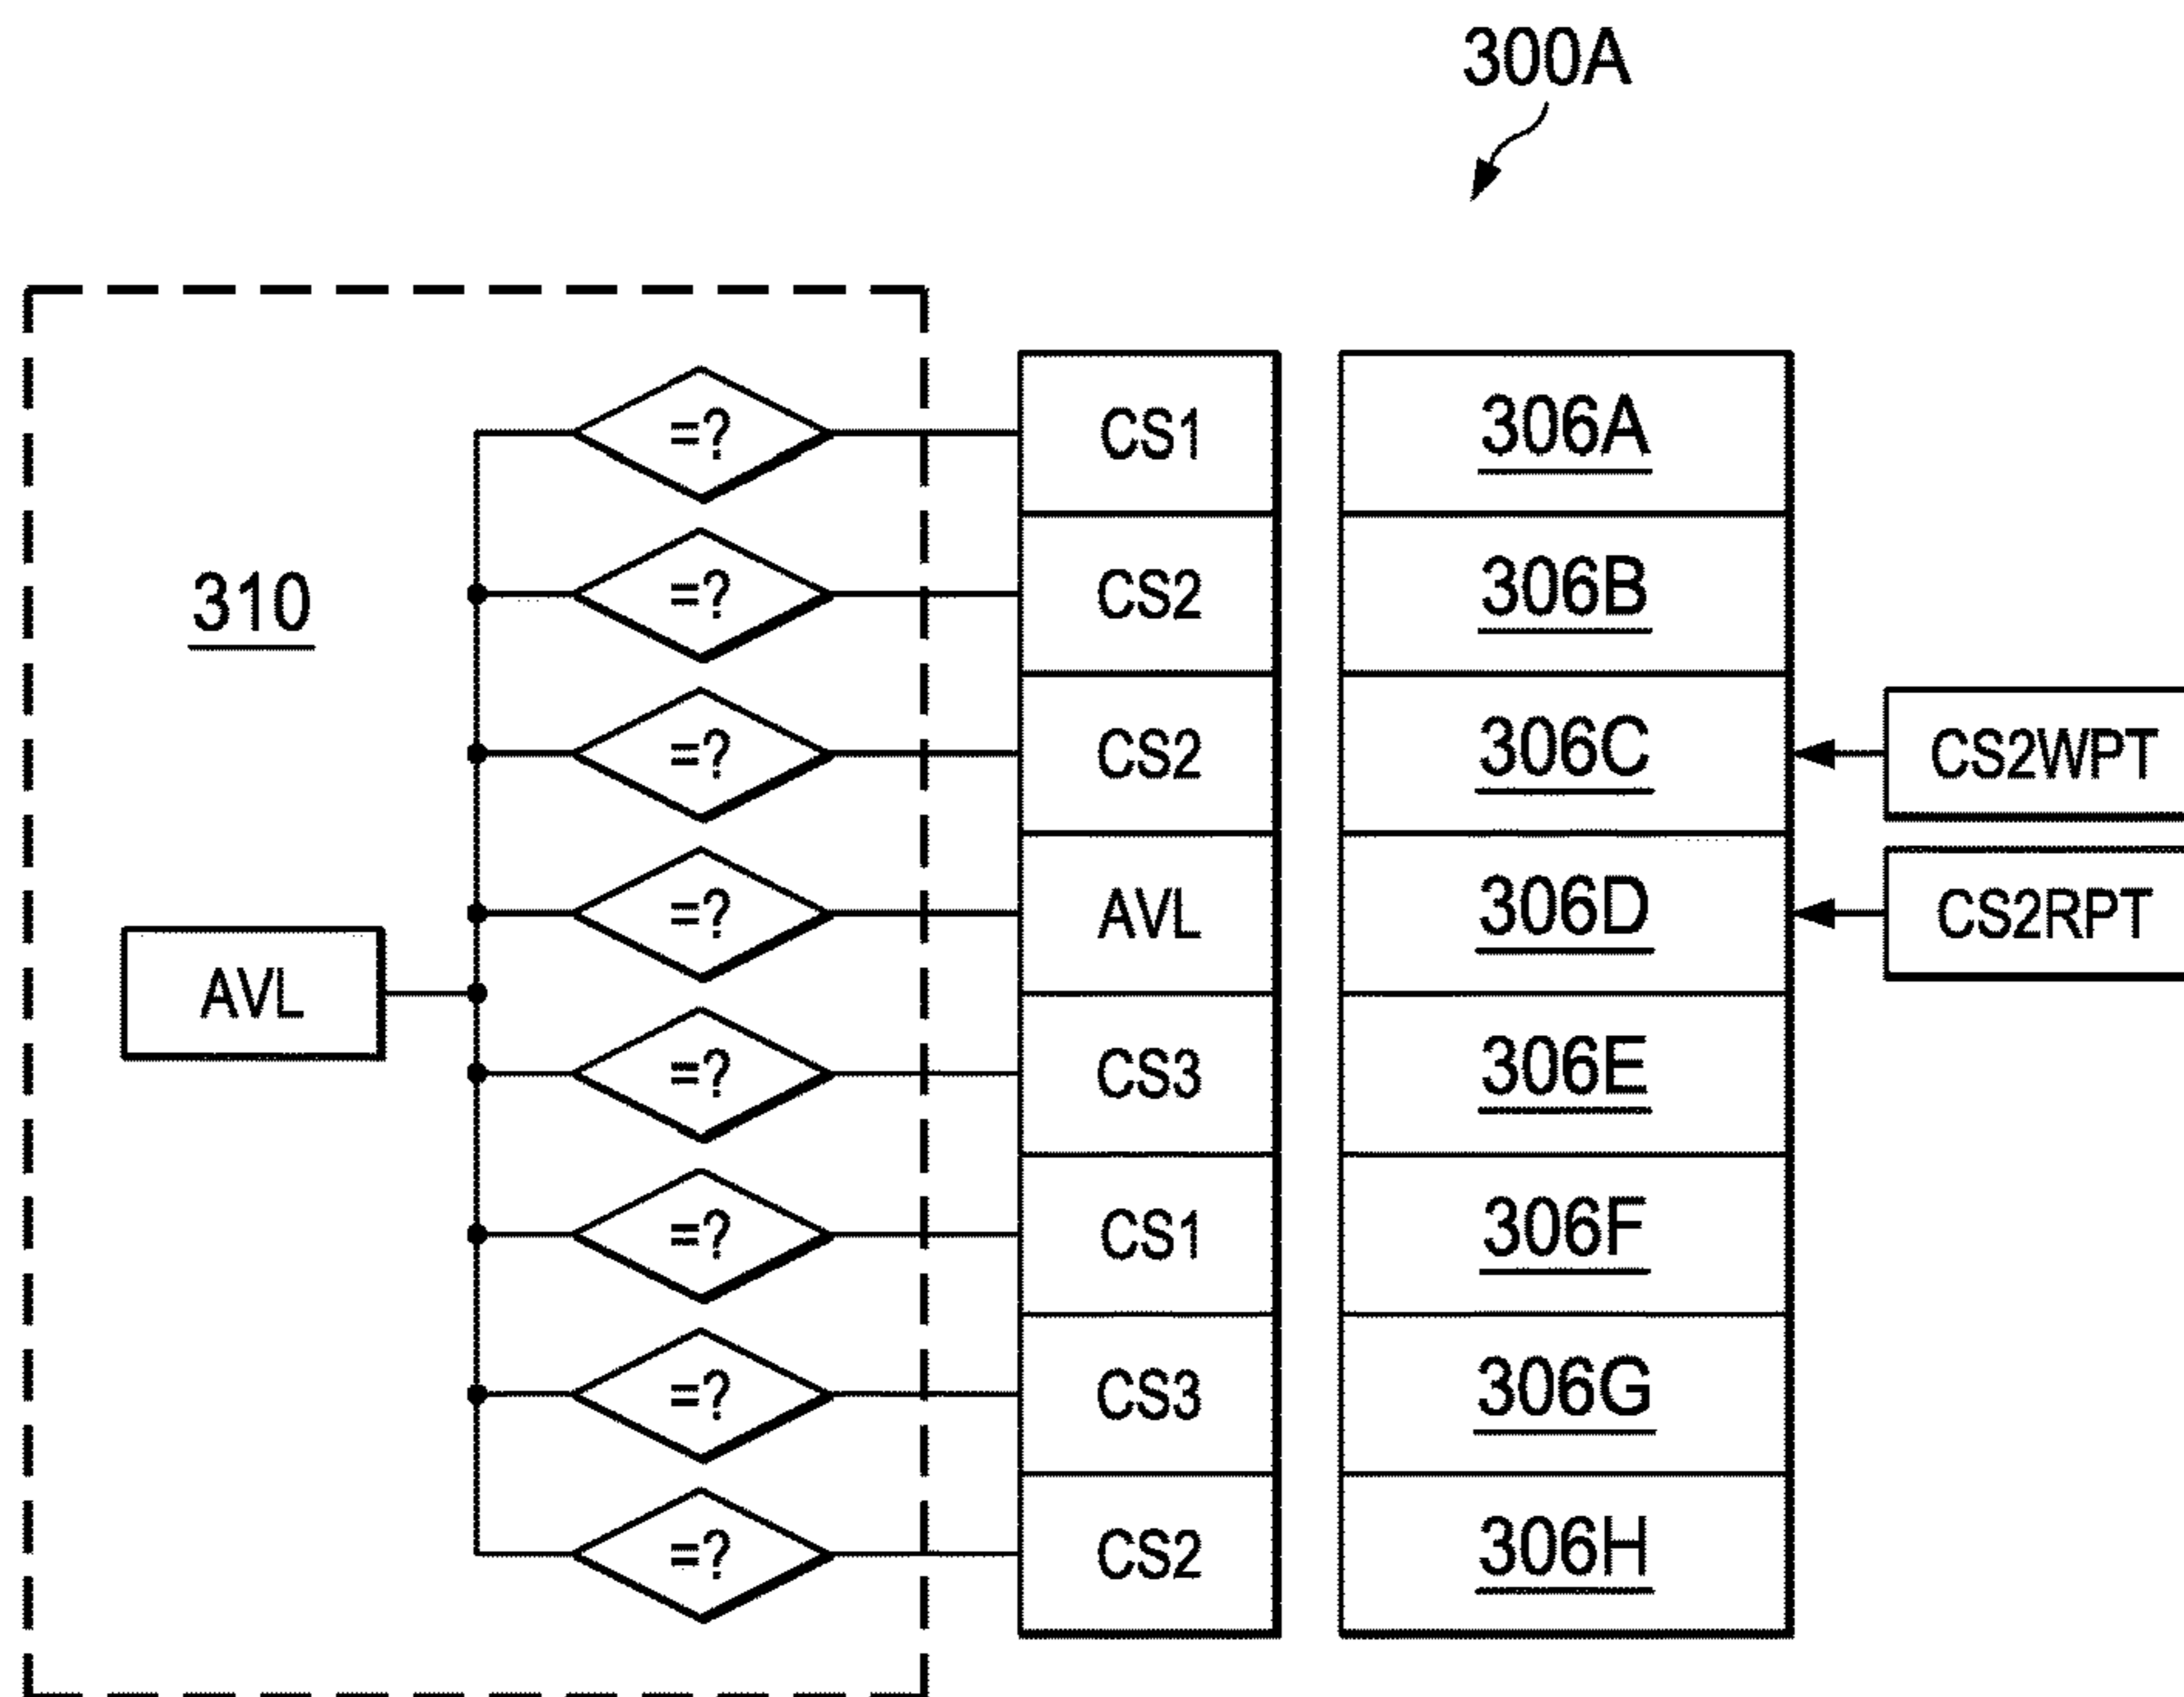 300A
310
=? CS1 306A
=? CS2 306B
=? CS2 306C CS2WPT
=? AVL 306D CS2RPT
AVL
=? CS3 306E
=? CS1 306F
=? CS3 306G
=? CS2 306H